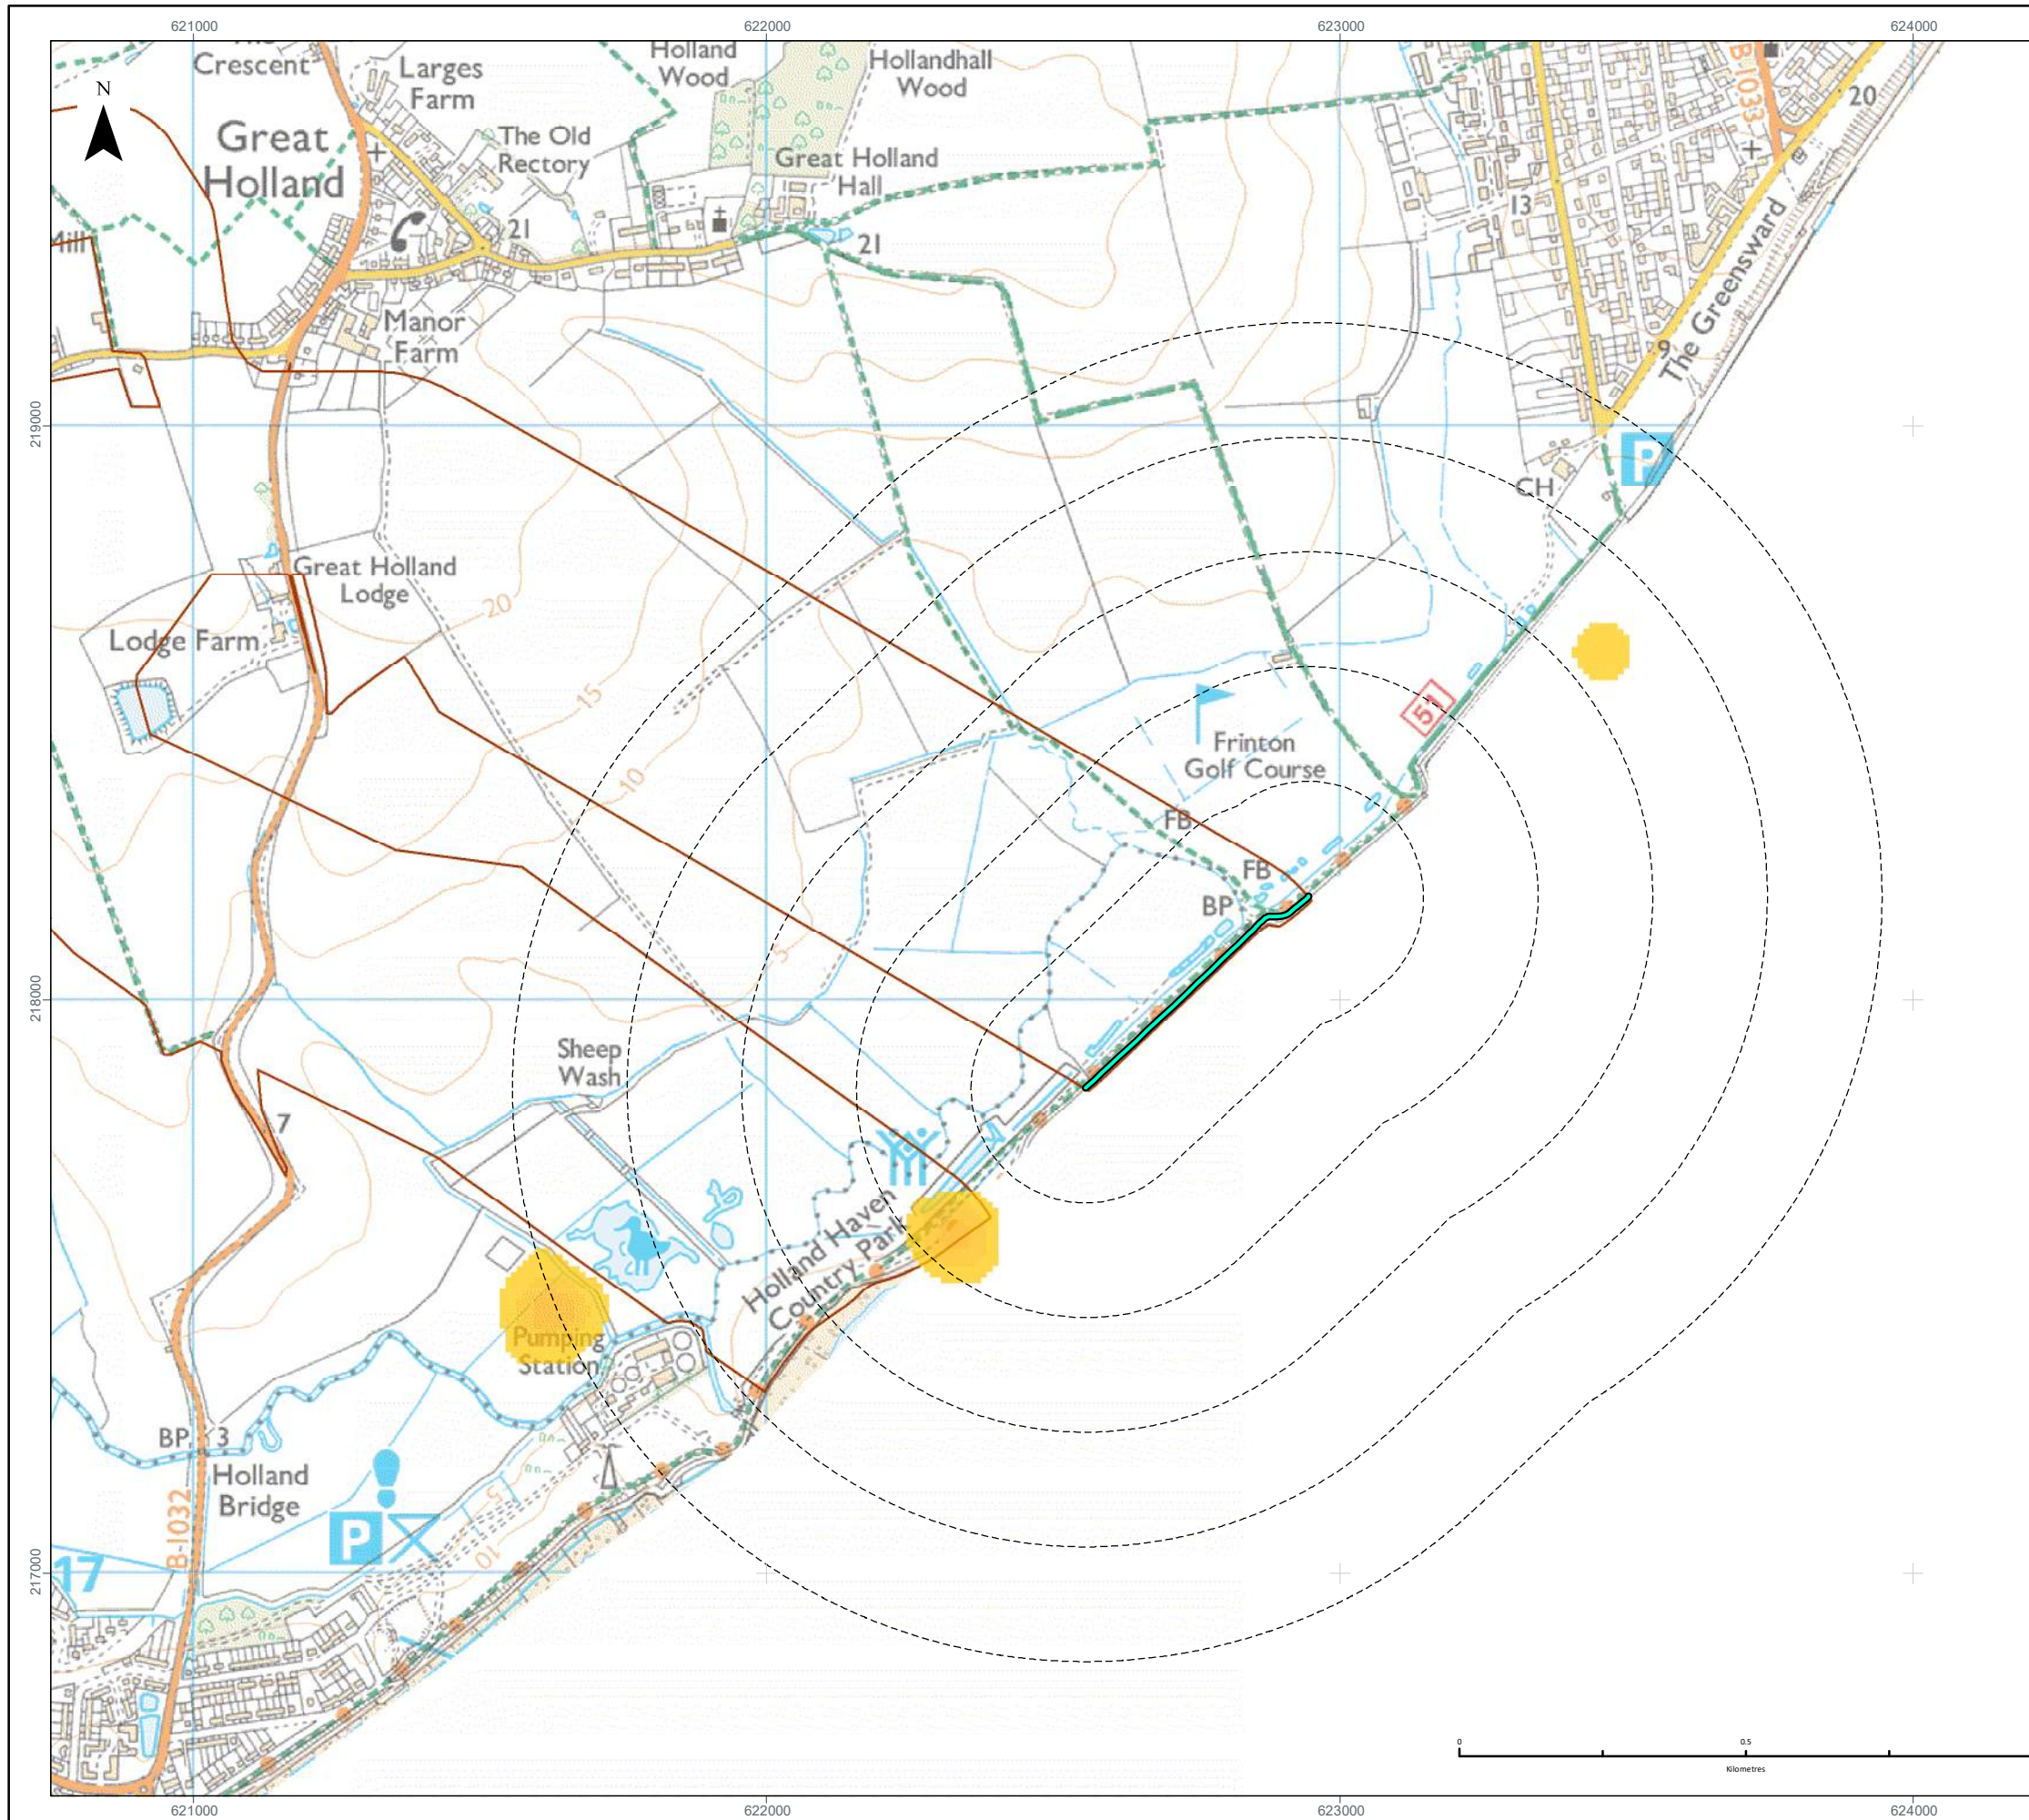 621000
622000
623000
624000
Crescent
Larges
Farm
Holland
Wood
Hollandhall
Wood
B-1033
20
N
Great
Holland
The Old
Rectory
Great Holland
Hall
13
Mill
21
21
The Greensward
9
Manor
Farm
219000
P
CH
Great Holland
Lodge
20
Lodge Farm
15
51
10
Frinton
Golf Course
FB
FB
BP
5
218000
Sheep
Wash
7
Holland Haven
Country Park
Pumping
Station
BP
3
Holland
Bridge
B-1032
P
5
10
217000
17
0
0.5
Kilometres
621000
622000
623000
624000